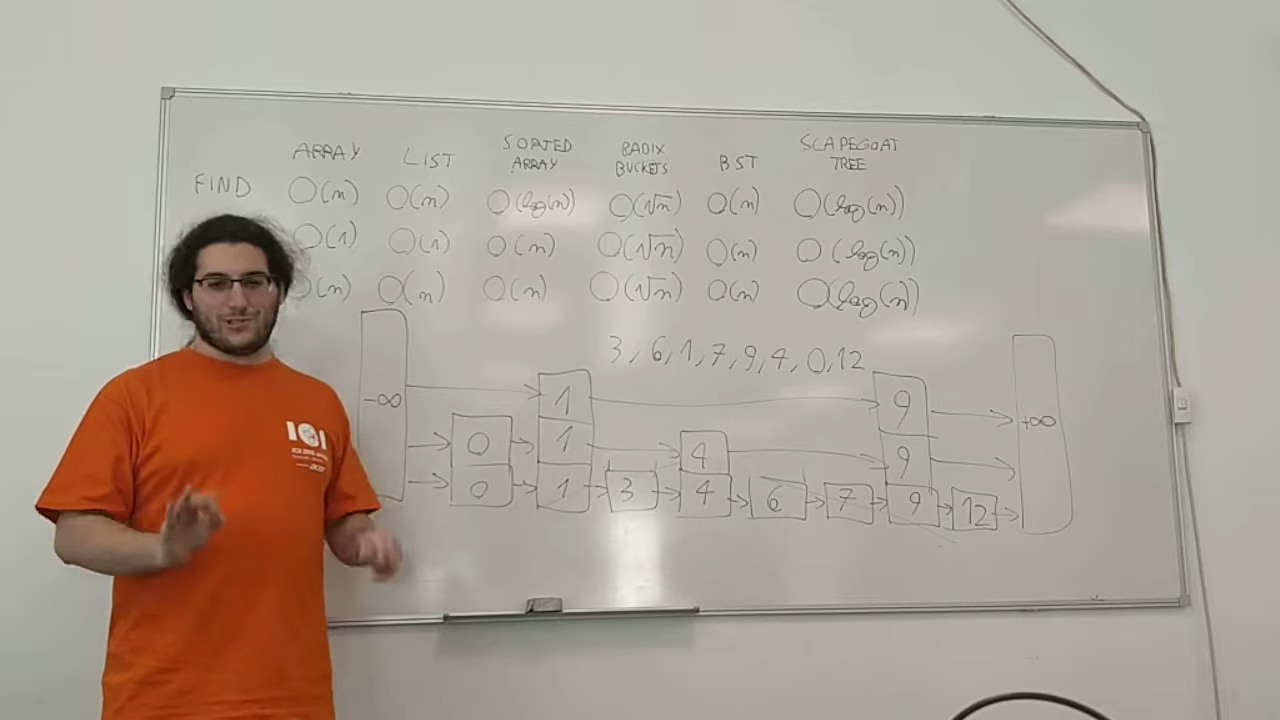 ARRAY LIST SORTED ARRAY RADIX BUCKETS BST SCAPEGOAT TREE
FIND O(n) O(n) O(log(n)) O(√n) O(n) O(log(n))
O(1) O(1) O(n) O(√n) O(n) O(log(n))
O(n) O(n) O(n) O(√n) O(n) O(log(n))
3, 6, 1, 7, 9, 4, 0, 12
-∞ 1 9 +∞
0 1 4 9
0 1 3 4 6 7 9 12
IOI